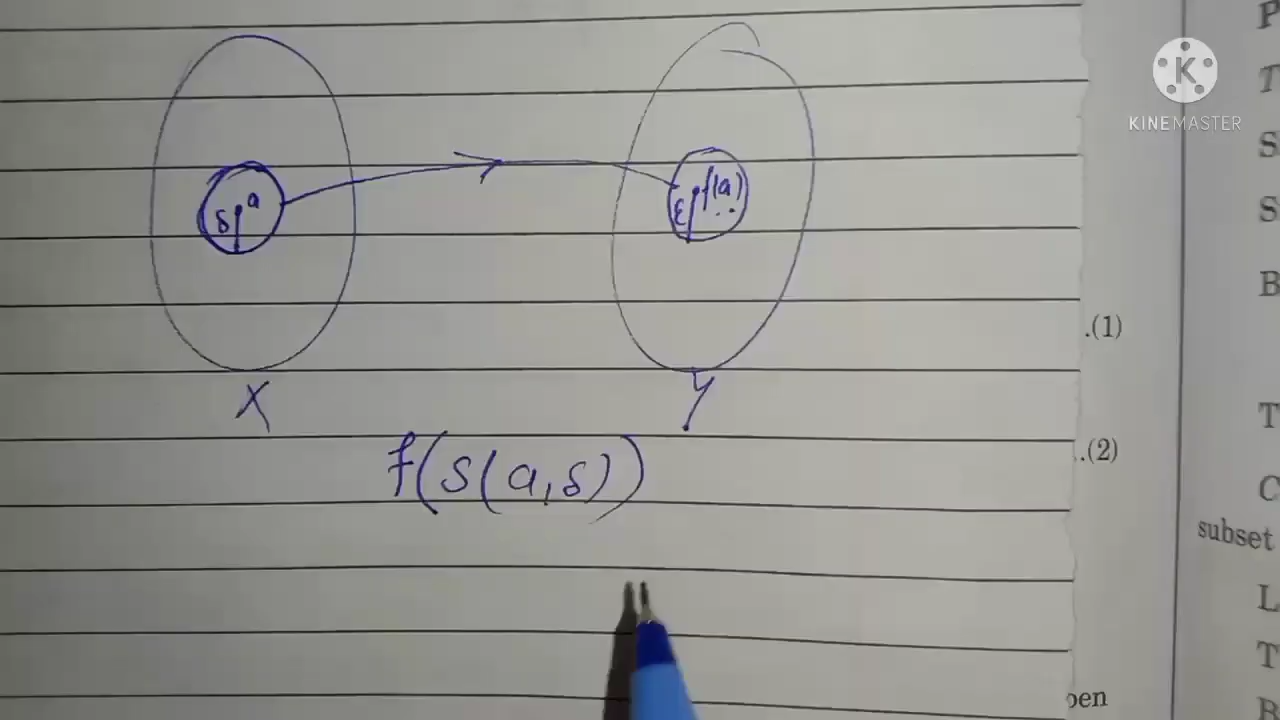 K
KINEMASTER
P
T
S
S
B
δ a
ε f(a)
.(1)
X Y
T
f(S(a,δ))
..(2)
C
subset
L
T
pen
B